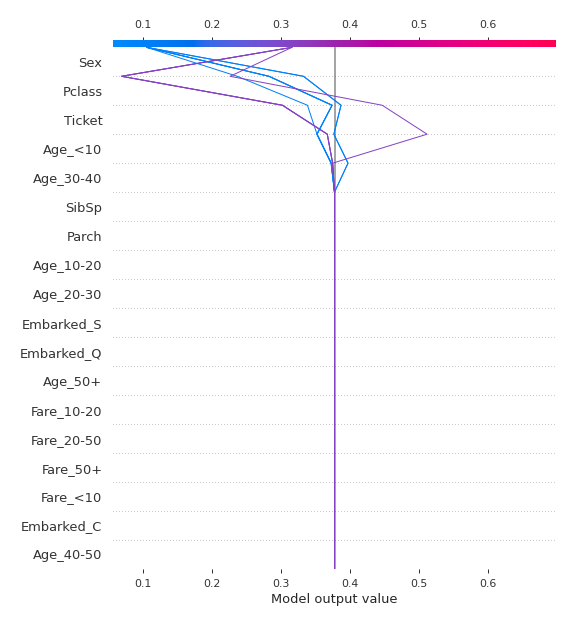 0.1 0.2 0.3 0.4 0.5 0.6
Sex
Pclass
Ticket
Age_<10
Age_30-40
SibSp
Parch
Age_10-20
Age_20-30
Embarked_S
Embarked_Q
Age_50+
Fare_10-20
Fare_20-50
Fare_50+
Fare_<10
Embarked_C
Age_40-50
0.1 0.2 0.3 0.4 0.5 0.6
Model output value